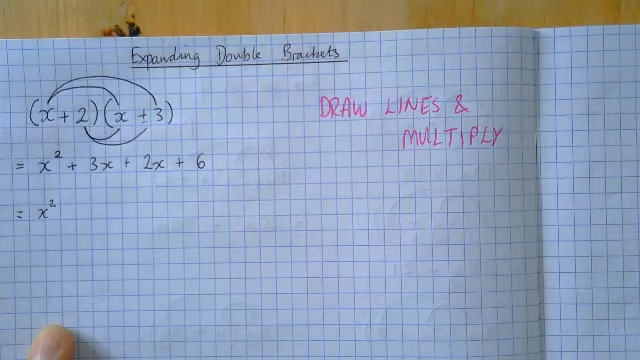 Expanding Double Brackets
(x + 2)(x + 3)
DRAW LINES &
MULTIPLY
= x² + 3x + 2x + 6
= x²